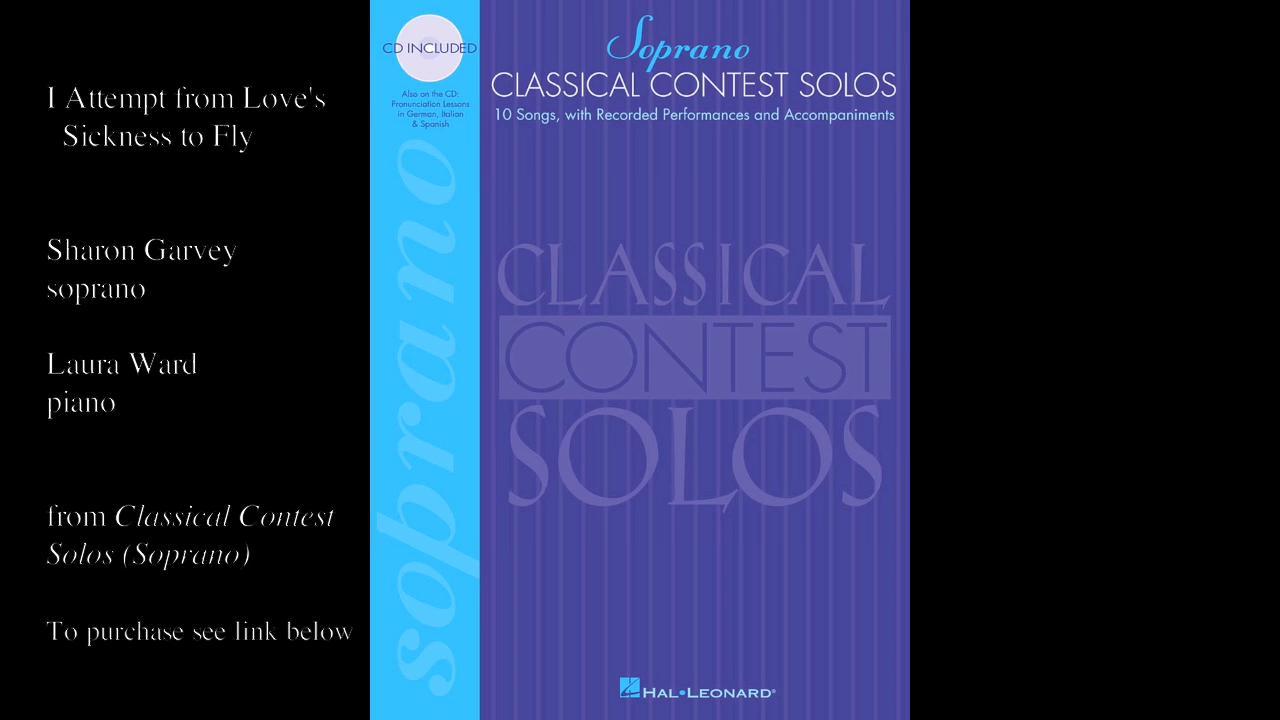 I Attempt from Love's
Sickness to Fly
Sharon Garvey
soprano
Laura Ward
piano
from Classical Contest
Solos (Soprano)
To purchase see link below
CD INCLUDED
Also on the CD:
Pronunciation Lessons
in German, Italian
& Spanish
soprano
Soprano
CLASSICAL CONTEST SOLOS
10 Songs, with Recorded Performances and Accompaniments
CLASSICAL
CONTEST
SOLOS
HAL•LEONARD®